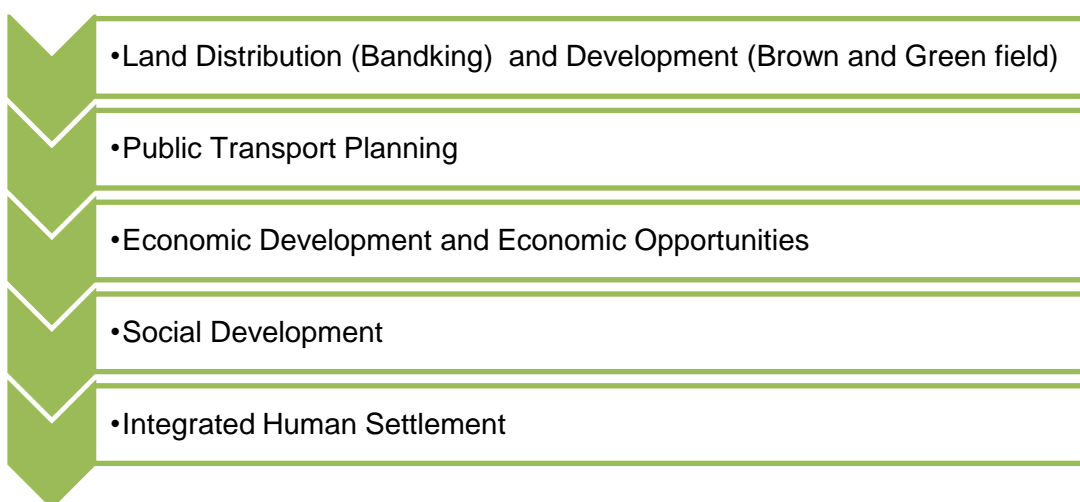 •Land Distribution (Bandking) and Development (Brown and Green field)
•Public Transport Planning
•Economic Development and Economic Opportunities
•Social Development
•Integrated Human Settlement